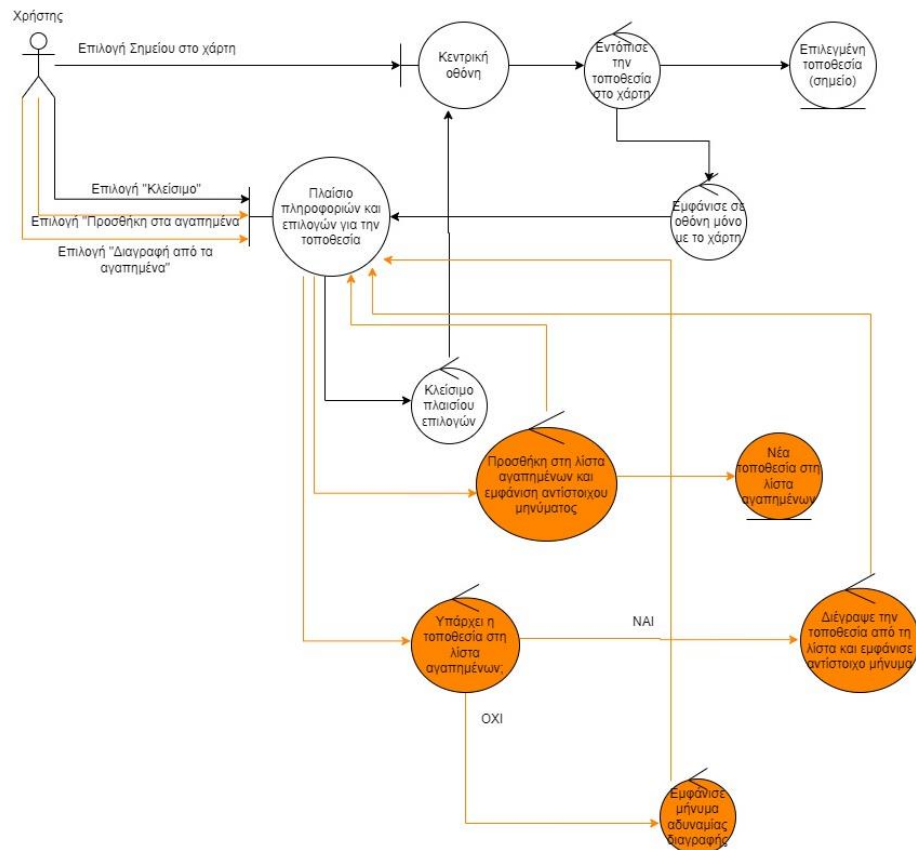 Χρήστης
Επιλογή Σημείου στο χάρτη
Κεντρική
οθόνη
Εντόπισε
την
τοποθεσία
στο χάρτη
Επιλεγμένη
τοποθεσία
(σημείο)
Επιλογή "Κλείσιμο"
Επιλογή "Προσθήκη στα αγαπημένα
Επιλογή "Διαγραφή από τα
αγαπημένα"
Πλαίσιο
πληροφοριών και
επιλογών για την
τοποθεσία
Εμφάνισε σε
οθόνη μόνο
με το χάρτη
Κλείσιμο
πλαισίου
επιλογών
Προσθήκη στη λίστα
αγαπημένων και
εμφάνιση αντίστοιχου
μηνύματος
Νέα
τοποθεσία στη
λίστα
αγαπημένων
Υπάρχει η
τοποθεσία στη
λίστα
αγαπημένων;
ΝΑΙ
Διέγραψε την
τοποθεσία από τη
λίστα και εμφάνισε
αντίστοιχο μήνυμα
ΟΧΙ
Εμφάνισε
μήνυμα
αδυναμίας
διαγραφής